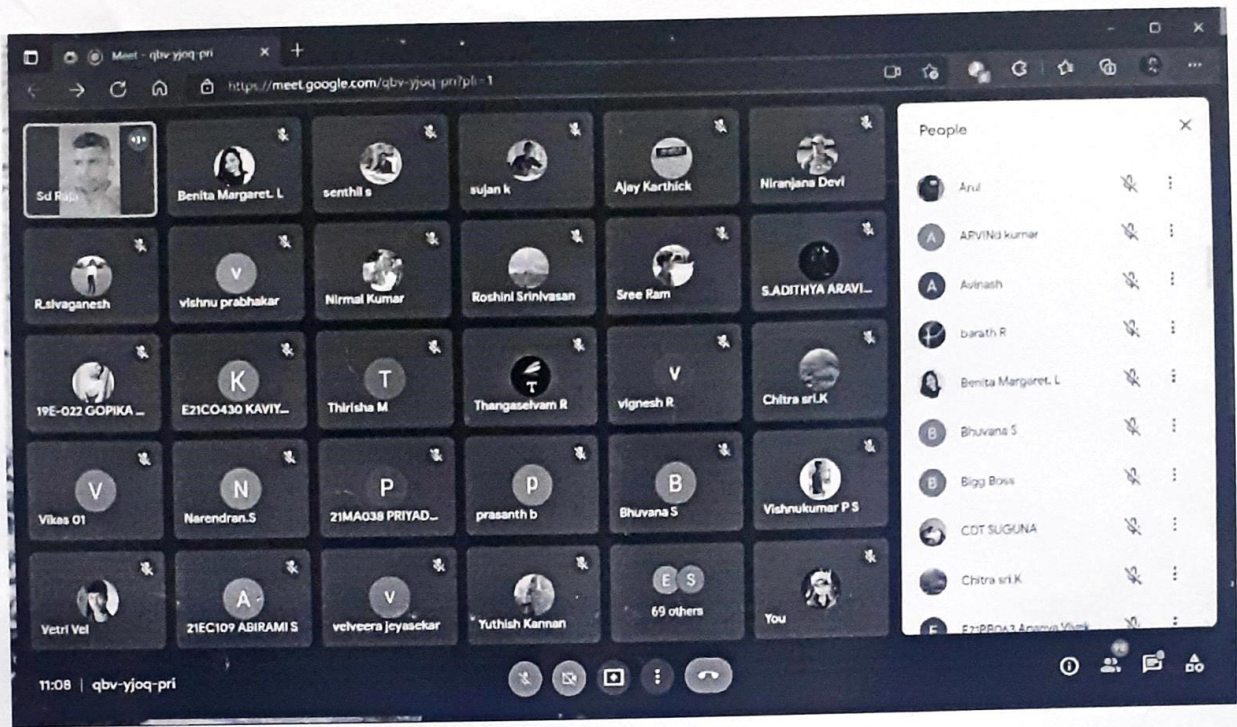 Meet - qbv-yjoq-pri
https://meet.google.com/qbv-yjoq-pri?pli=1
Sd Raja
Benita Margaret. L
senthil s
sujan k
Ajay Karthick
Niranjana Devi
R.sivaganesh
v
vishnu prabhakar
Nirmal Kumar
Roshini Srinivasan
Sree Ram
S.ADITHYA ARAVI...
19E-022 GOPIKA ...
K
E21CO430 KAVIY...
T
Thirisha M
T
Thangaselvam R
v
vignesh R
Chitra sri.K
V
Vikas 01
N
Narendran.S
P
21MA038 PRIYAD...
p
prasanth b
B
Bhuvana S
Vishnukumar P S
Vetri Vel
A
21EC109 ABIRAMI S
v
velveera jeyasekar
Yuthish Kannan
E S
69 others
You
People
Arul
A
ARVINd kumar
A
Avinash
barath R
Benita Margaret. L
B
Bhuvana S
B
Bigg Boss
CDT SUGUNA
Chitra sri.K
E
11:08 | qbv-yjoq-pri